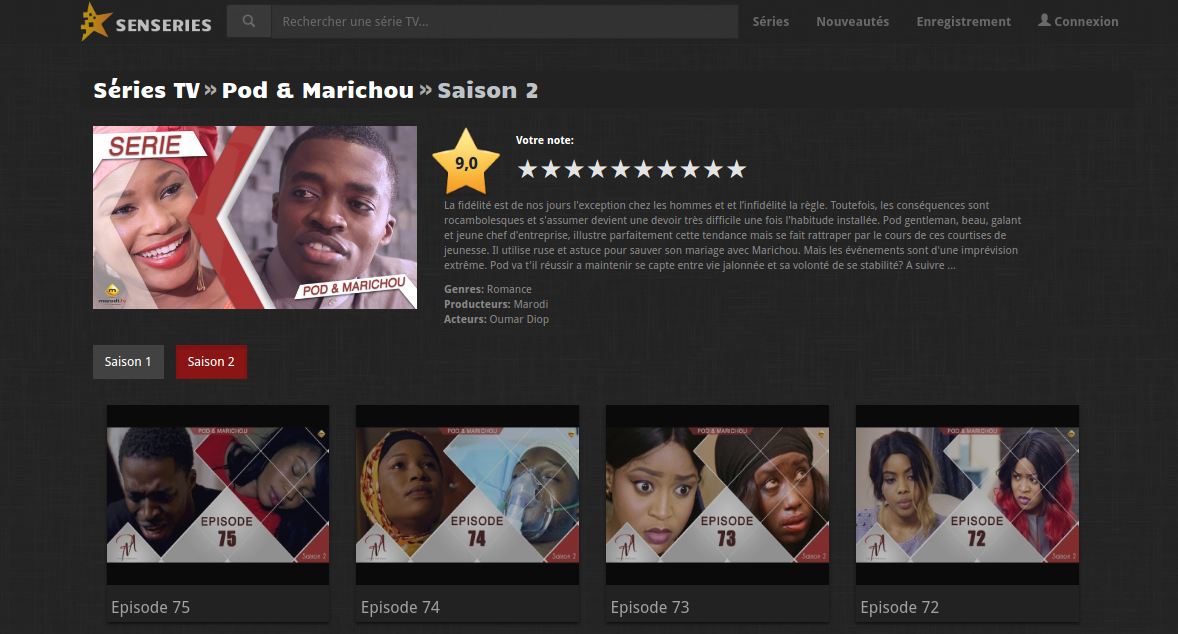 SENSERIES
Rechercher une série TV...
Séries
Nouveautés
Enregistrement
Connexion
Séries TV » Pod & Marichou » Saison 2
SERIE
POD & MARICHOU
marodi.tv
9,0
Votre note:
La fidélité est de nos jours l'exception chez les hommes et et l'infidélité la règle. Toutefois, les conséquences sont
rocambolesques et s'assumer devient une devoir très difficile une fois l'habitude installée. Pod gentleman, beau, galant
et jeune chef d'entreprise, illustre parfaitement cette tendance mais se fait rattraper par le cours de ces courtises de
jeunesse. Il utilise ruse et astuce pour sauver son mariage avec Marichou. Mais les événements sont d'une imprévision
extrême. Pod va t'il réussir a maintenir se capte entre vie jalonnée et sa volonté de se stabilité? A suivre ...
Genres: Romance
Producteurs: Marodi
Acteurs: Oumar Diop
Saison 1
Saison 2
POD & MARICHOU
EPISODE
75
Saison 2
Episode 75
POD & MARICHOU
EPISODE
74
Saison 2
Episode 74
POD & MARICHOU
EPISODE
73
Saison 2
Episode 73
POD & MARICHOU
EPISODE
72
Saison 2
Episode 72